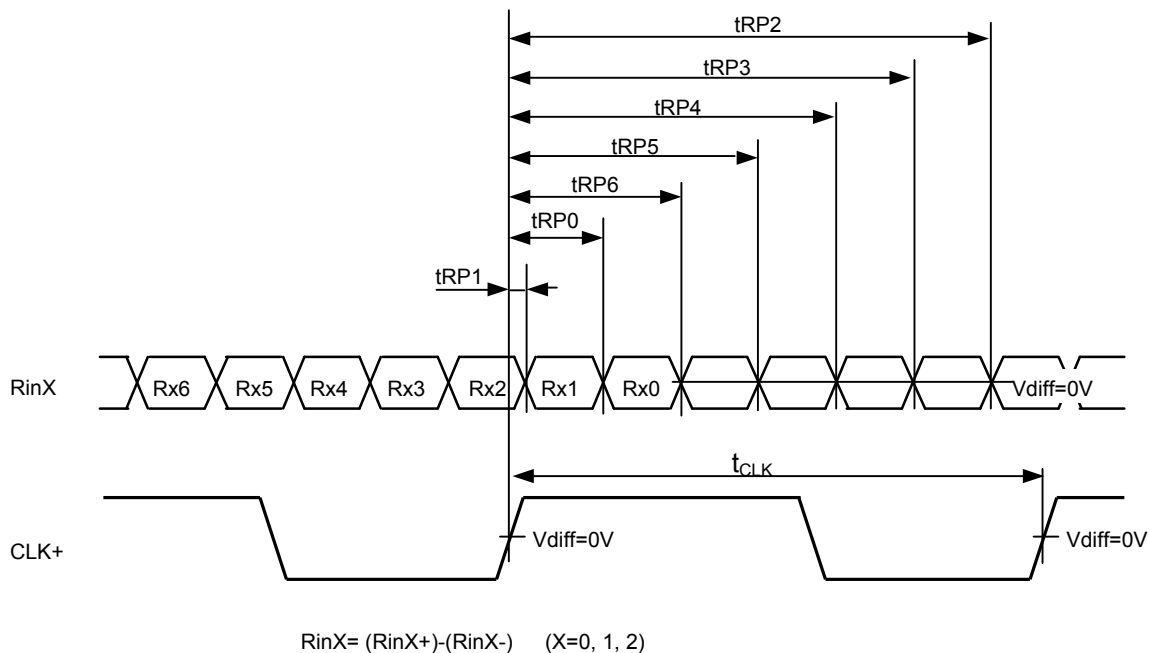 tRP2
tRP3
tRP4
tRP5
tRP6
tRP0
tRP1
RinX Rx6 Rx5 Rx4 Rx3 Rx2 Rx1 Rx0 Vdiff=0V
tCLK
CLK+ Vdiff=0V Vdiff=0V
RinX= (RinX+)-(RinX-) (X=0, 1, 2)